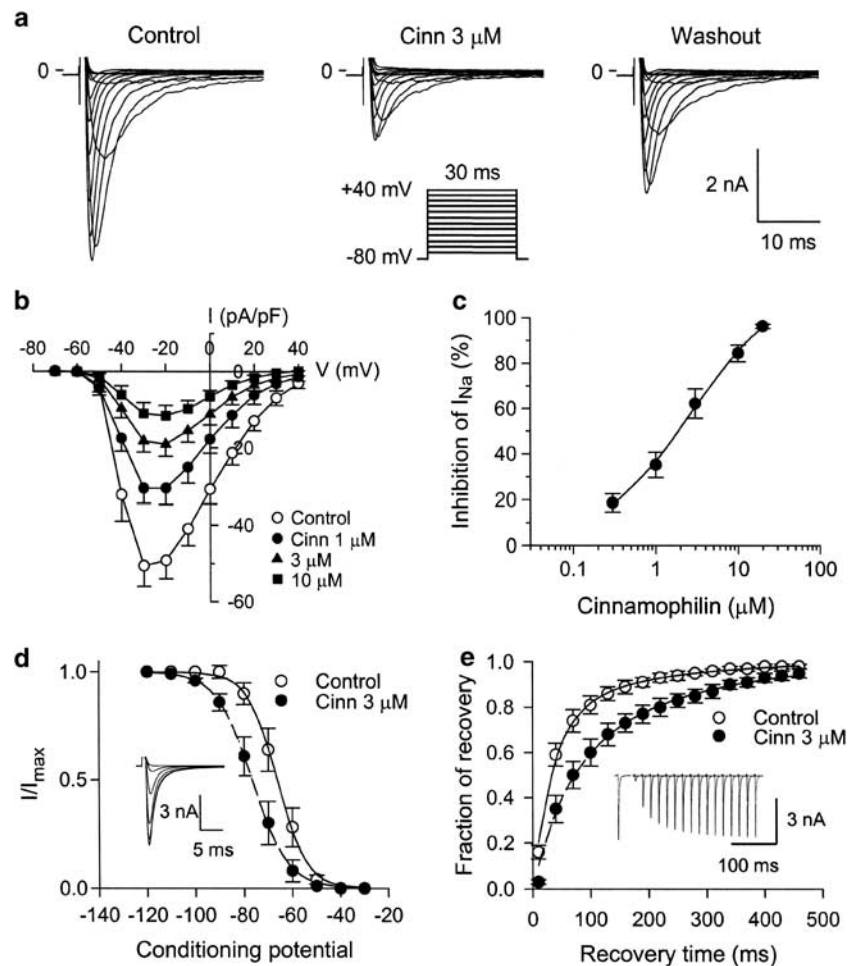 a
Control
Cinn 3 μM
Washout
0
0
0
30 ms
+40 mV
-80 mV
2 nA
10 ms
b
I (pA/pF)
-80 -60 -40 -20 0 20 40
V (mV)
0
-20
-40
-60
Control
Cinn 1 μM
3 μM
10 μM
c
Inhibition of I_Na (%)
100
80
60
40
20
0
0.1 1 10 100
Cinnamophilin (μM)
d
I/I_max
1.0
0.5
0.0
Control
Cinn 3 μM
3 nA
5 ms
-140 -120 -100 -80 -60 -40 -20
Conditioning potential
e
Fraction of recovery
1.0
0.8
0.6
0.4
0.2
0.0
Control
Cinn 3 μM
3 nA
100 ms
0 100 200 300 400 500
Recovery time (ms)